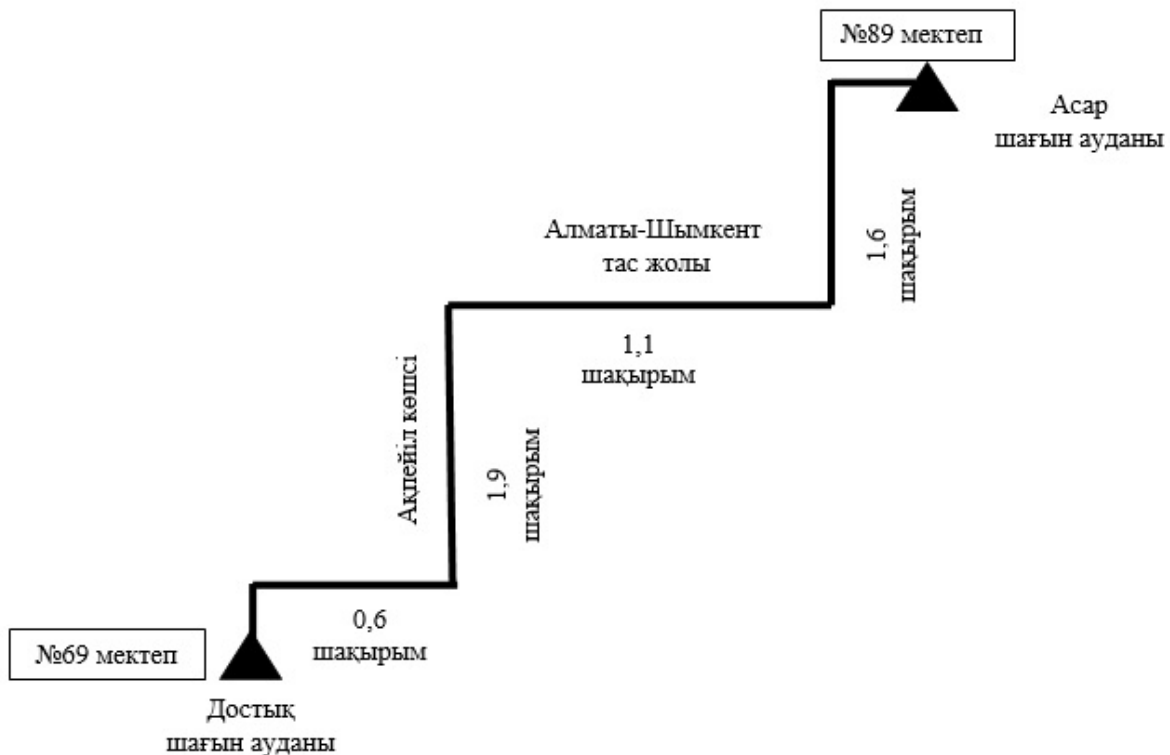 №89 мектеп
Асар
шағын ауданы
Алматы-Шымкент
тас жолы
1,6
шақырым
1,1
шақырым
Ақпейіл көшсі
1,9
шақырым
0,6
шақырым
№69 мектеп
Достық
шағын ауданы